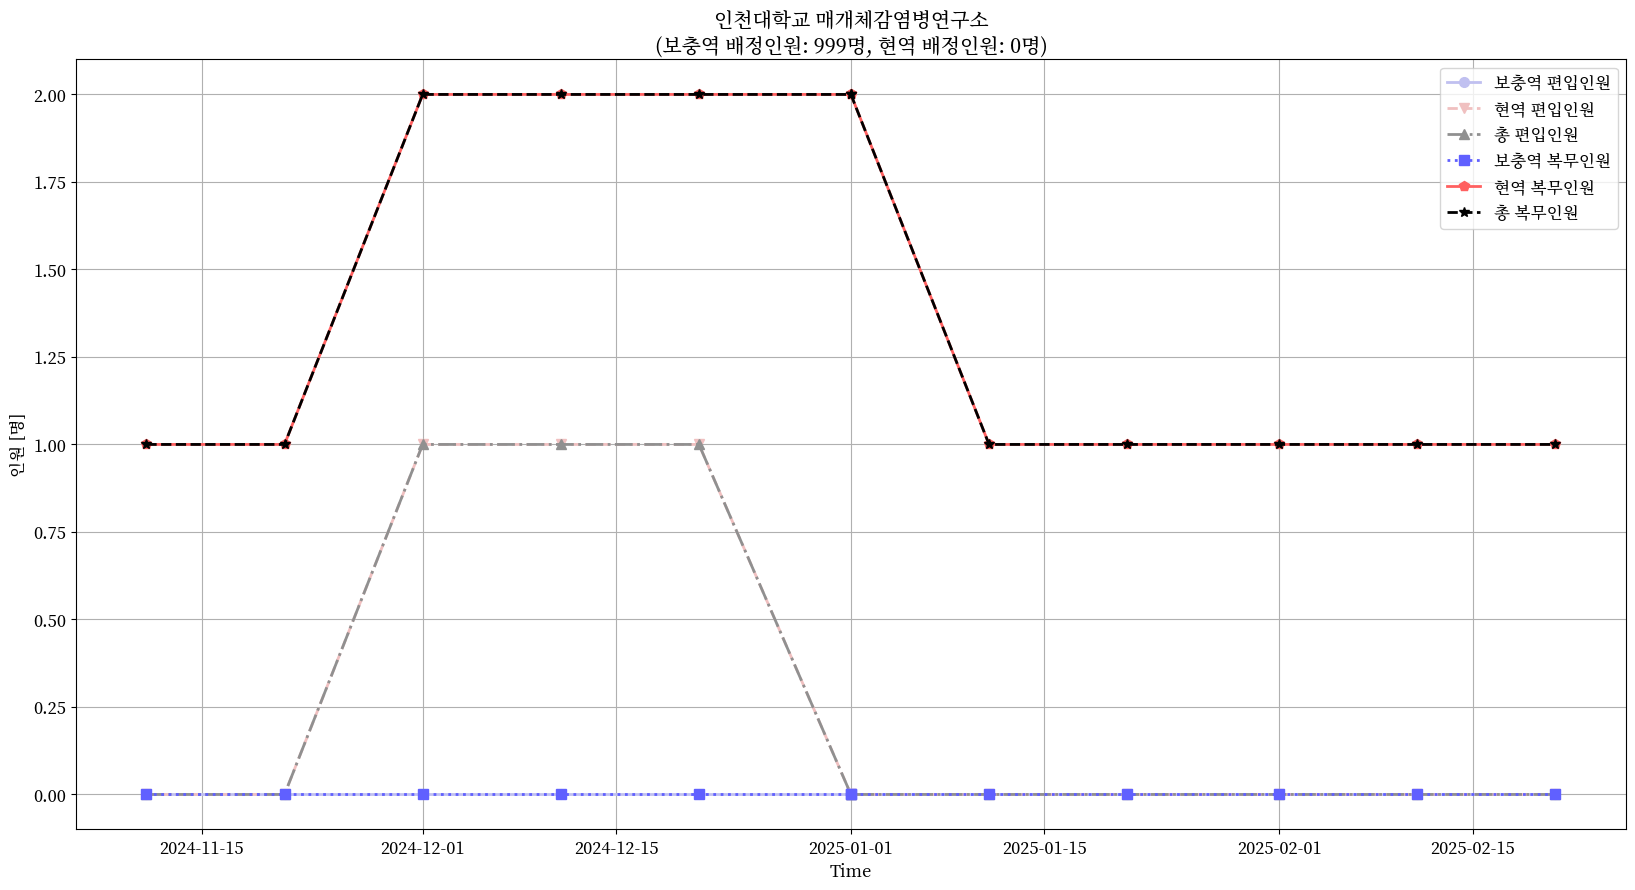 인천대학교 매개체감염병연구소
(보충역 배정인원: 999명, 현역 배정인원: 0명)
보충역 편입인원
현역 편입인원
총 편입인원
보충역 복무인원
현역 복무인원
총 복무인원
인원 [명]
2.00
1.75
1.50
1.25
1.00
0.75
0.50
0.25
0.00
2024-11-15
2024-12-01
2024-12-15
2025-01-01
2025-01-15
2025-02-01
2025-02-15
Time